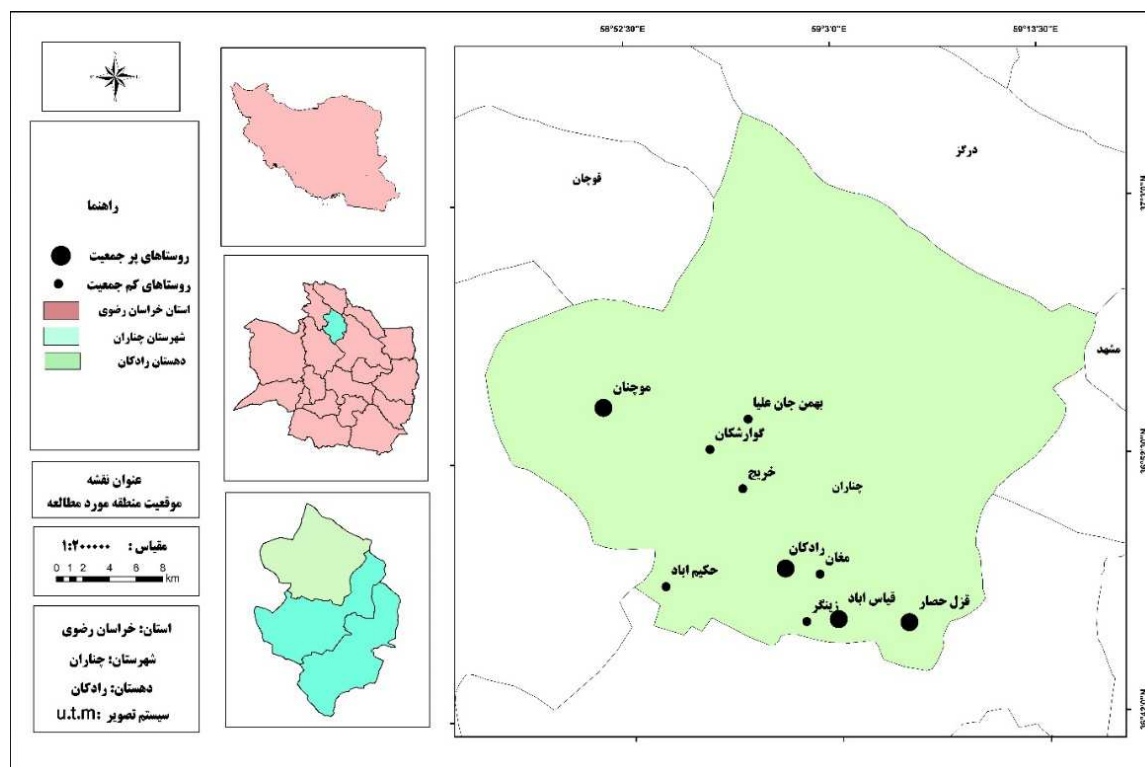 راهنما
روستاهای پر جمعیت
روستاهای کم جمعیت
استان خراسان رضوی
شهرستان چناران
دهستان رادکان
عنوان نقشه
موقعیت منطقه مورد مطالعه
مقیاس : ۱:۲۰۰۰۰۰
0 1 2 4 6 8
km
استان: خراسان رضوی
شهرستان: چناران
دهستان: رادکان
سیستم تصویر :u.t.m
58°52'30"E
59°3'0"E
59°13'30"E
درگز
قوچان
مشهد
موچنان
بهمن جان علیا
گوارشکان
خریج
چناران
رادکان
مغان
حکیم اباد
زینگر
قیاس اباد
قزل حصار